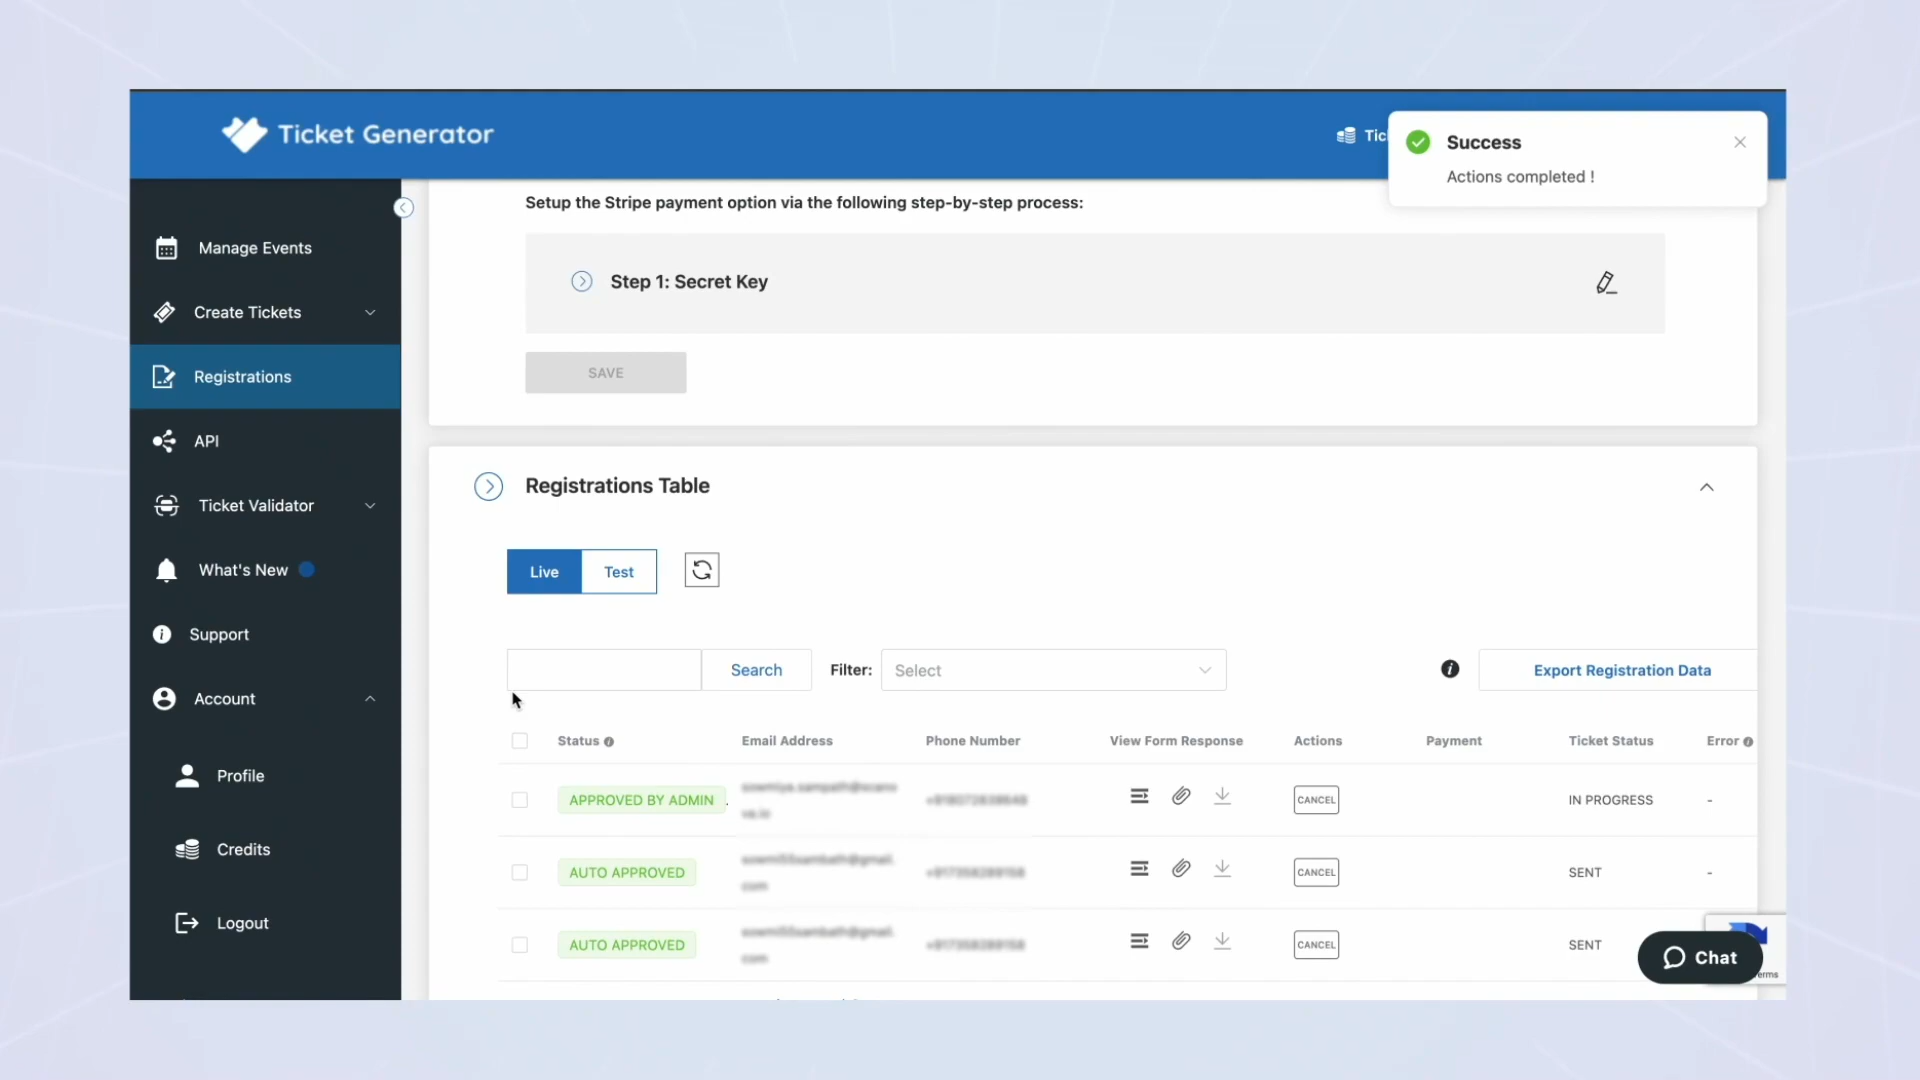 Ticket Generator
Success
Actions completed !
Manage Events
Create Tickets
Registrations
API
Ticket Validator
What's New
Support
Account
Profile
Credits
Logout
Setup the Stripe payment option via the following step-by-step process:
Step 1: Secret Key
SAVE
Registrations Table
Live Test
Search Filter: Select Export Registration Data
Status Email Address Phone Number View Form Response Actions Payment Ticket Status Error
APPROVED BY ADMIN CANCEL IN PROGRESS -
AUTO APPROVED CANCEL SENT -
AUTO APPROVED CANCEL SENT
Chat